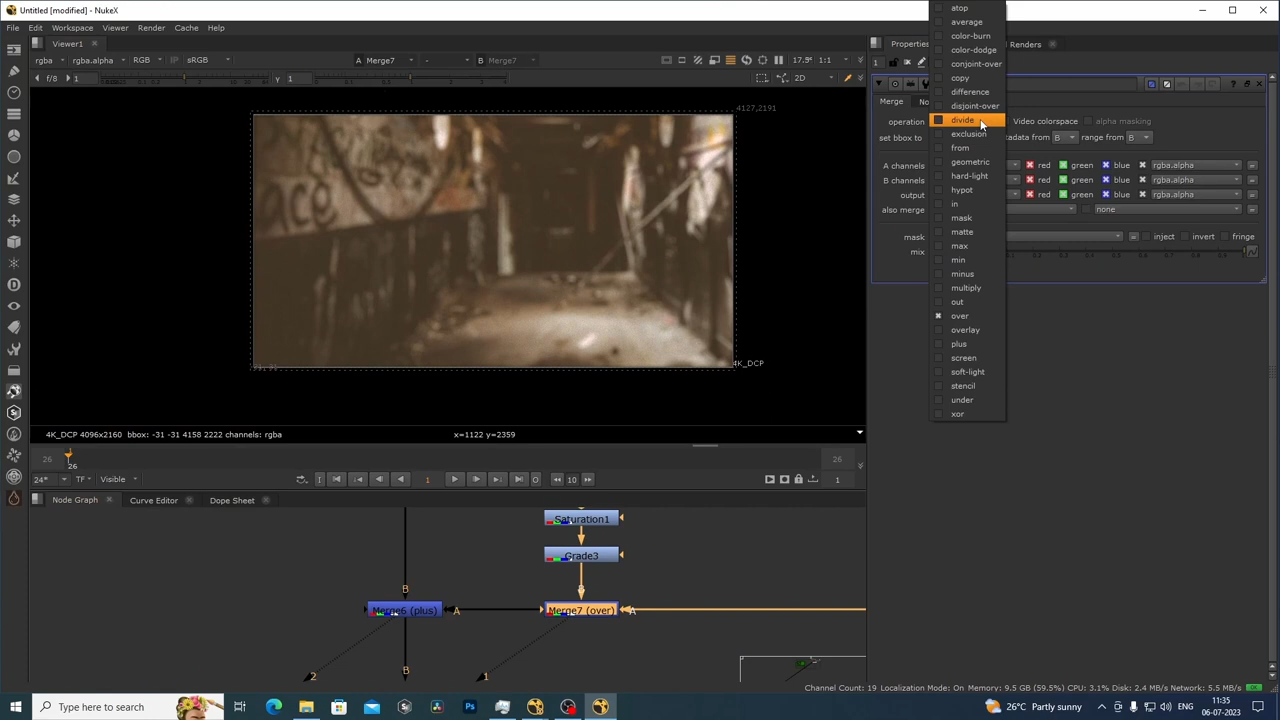 Untitled [modified] - NukeX
File Edit Workspace Viewer Render Cache Help
Viewer1
Properties
Renders
rgba rgba.alpha RGB sRGB
A Merge7 - B Merge7
17.9 1:1
f/8 1 Y 1
2D
1
4127,2191
4K_DCP
4K_DCP 4096x2160 bbox: -31 -31 4158 2222 channels: rgba
x=1122 y=2359
26
26
26
24* TF Visible
1
10
1
Node Graph Curve Editor Dope Sheet
Saturation1
Grade3
B
B
Merge6 (plus)
A
Merge7 (over)
A
2
B
1
Merge
operation
Video colorspace
alpha masking
set bbox to
range from B
A channels
red green blue rgba.alpha
B channels
red green blue rgba.alpha
output
red green blue rgba.alpha
also merge
none
mask
inject invert fringe
mix
atop
average
color-burn
color-dodge
conjoint-over
copy
difference
disjoint-over
divide
exclusion
from
geometric
hard-light
hypot
in
mask
matte
max
min
minus
multiply
out
over
overlay
plus
screen
soft-light
stencil
under
xor
Channel Count: 19 Localization Mode: On Memory: 9.5 GB (59.5%) CPU: 3.1% Disk: 2.4 MB/s Network: 5.5 MB/s
Type here to search
26°C Partly sunny
11:35
06-07-2023